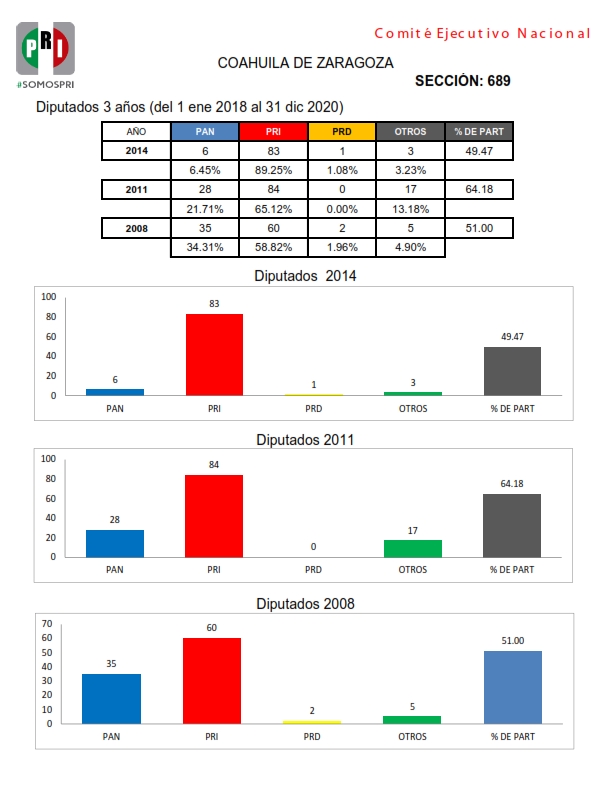 PRI
#SOMOSPRI
Comité Ejecutivo Nacional
COAHUILA DE ZARAGOZA
SECCIÓN: 689
Diputados 3 años (del 1 ene 2018 al 31 dic 2020)
AÑO PAN PRI PRD OTROS % DE PART
2014 6 83 1 3 49.47
6.45% 89.25% 1.08% 3.23%
2011 28 84 0 17 64.18
21.71% 65.12% 0.00% 13.18%
2008 35 60 2 5 51.00
34.31% 58.82% 1.96% 4.90%
Diputados 2014
100
80
60
40
20
0
6 83 1 3 49.47
PAN PRI PRD OTROS % DE PART
Diputados 2011
100
80
60
40
20
0
28 84 0 17 64.18
PAN PRI PRD OTROS % DE PART
Diputados 2008
70
60
50
40
30
20
10
0
35 60 2 5 51.00
PAN PRI PRD OTROS % DE PART